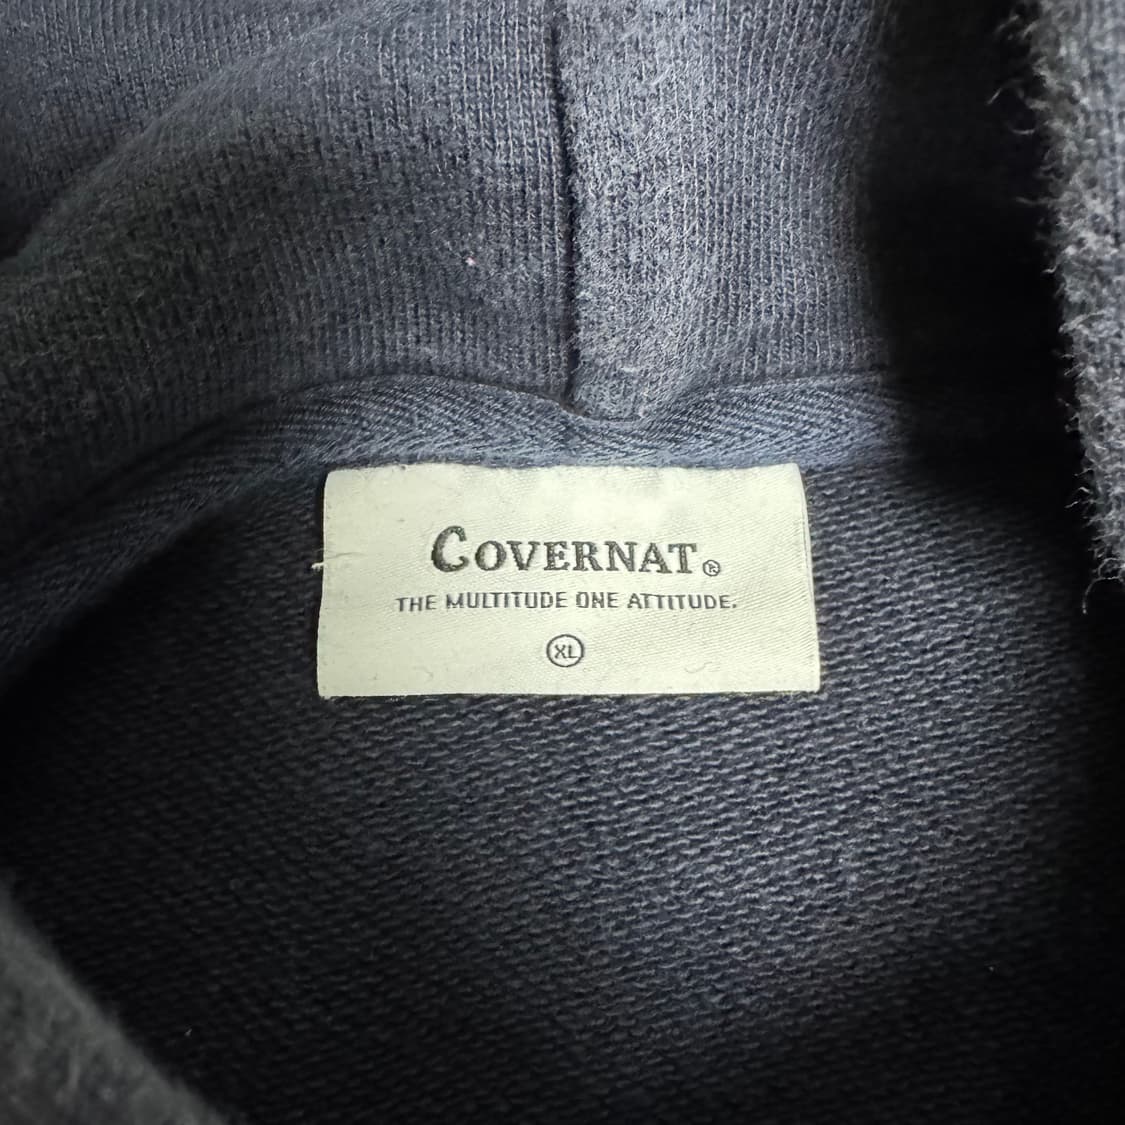 COVERNAT®
THE MULTITUDE ONE ATTITUDE.
XL